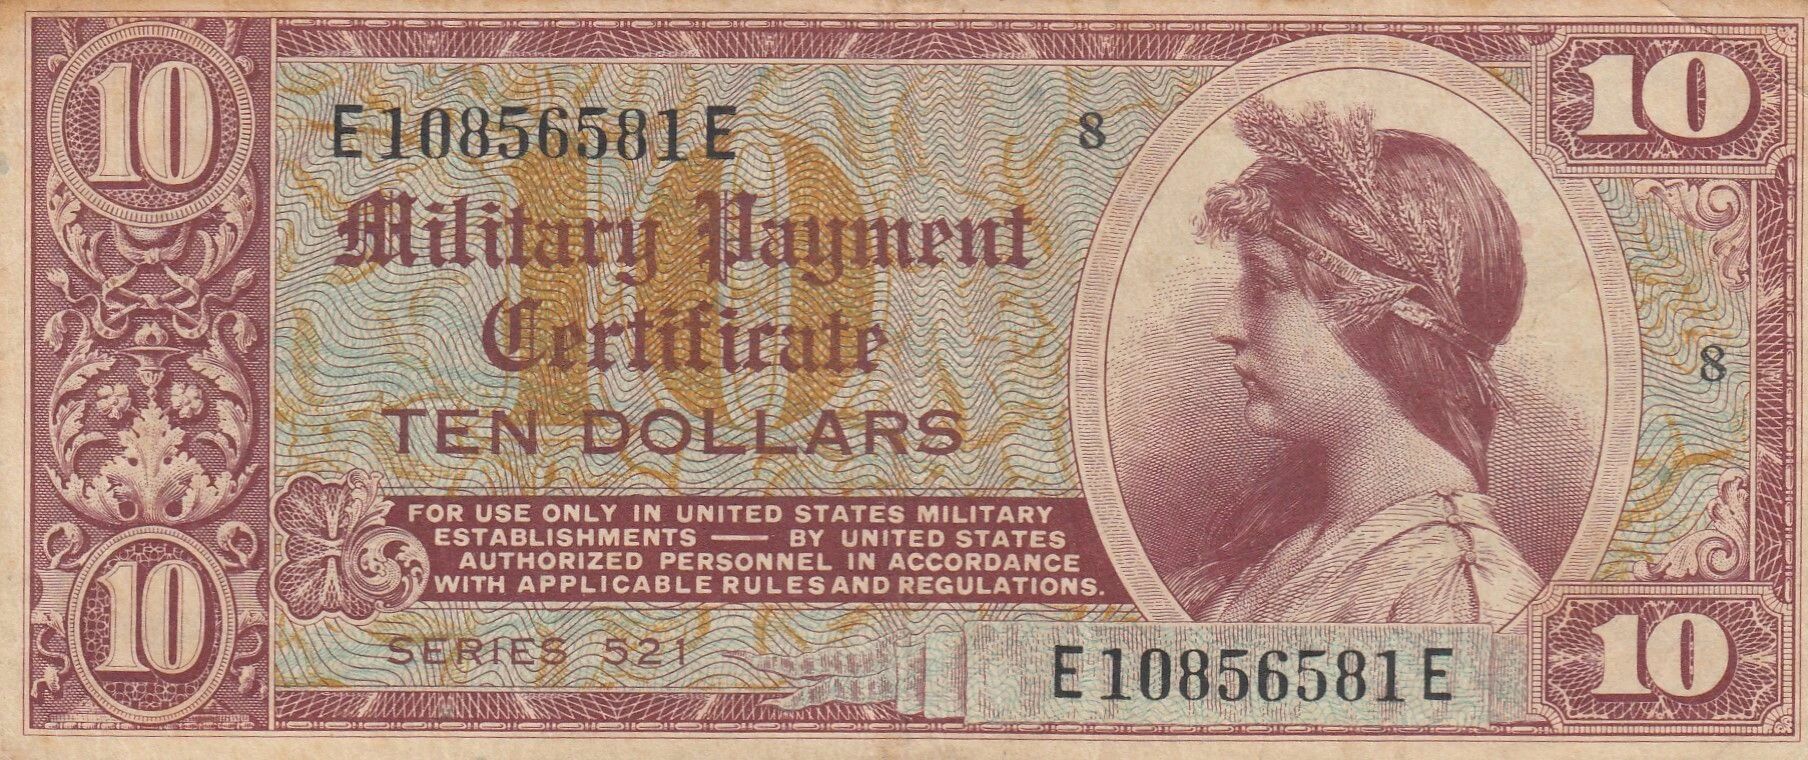 10
10
E10856581E
8
Military Payment
Certificate
10
TEN DOLLARS
8
FOR USE ONLY IN UNITED STATES MILITARY
ESTABLISHMENTS — BY UNITED STATES
AUTHORIZED PERSONNEL IN ACCORDANCE
WITH APPLICABLE RULES AND REGULATIONS.
10
SERIES 521
E10856581E
10